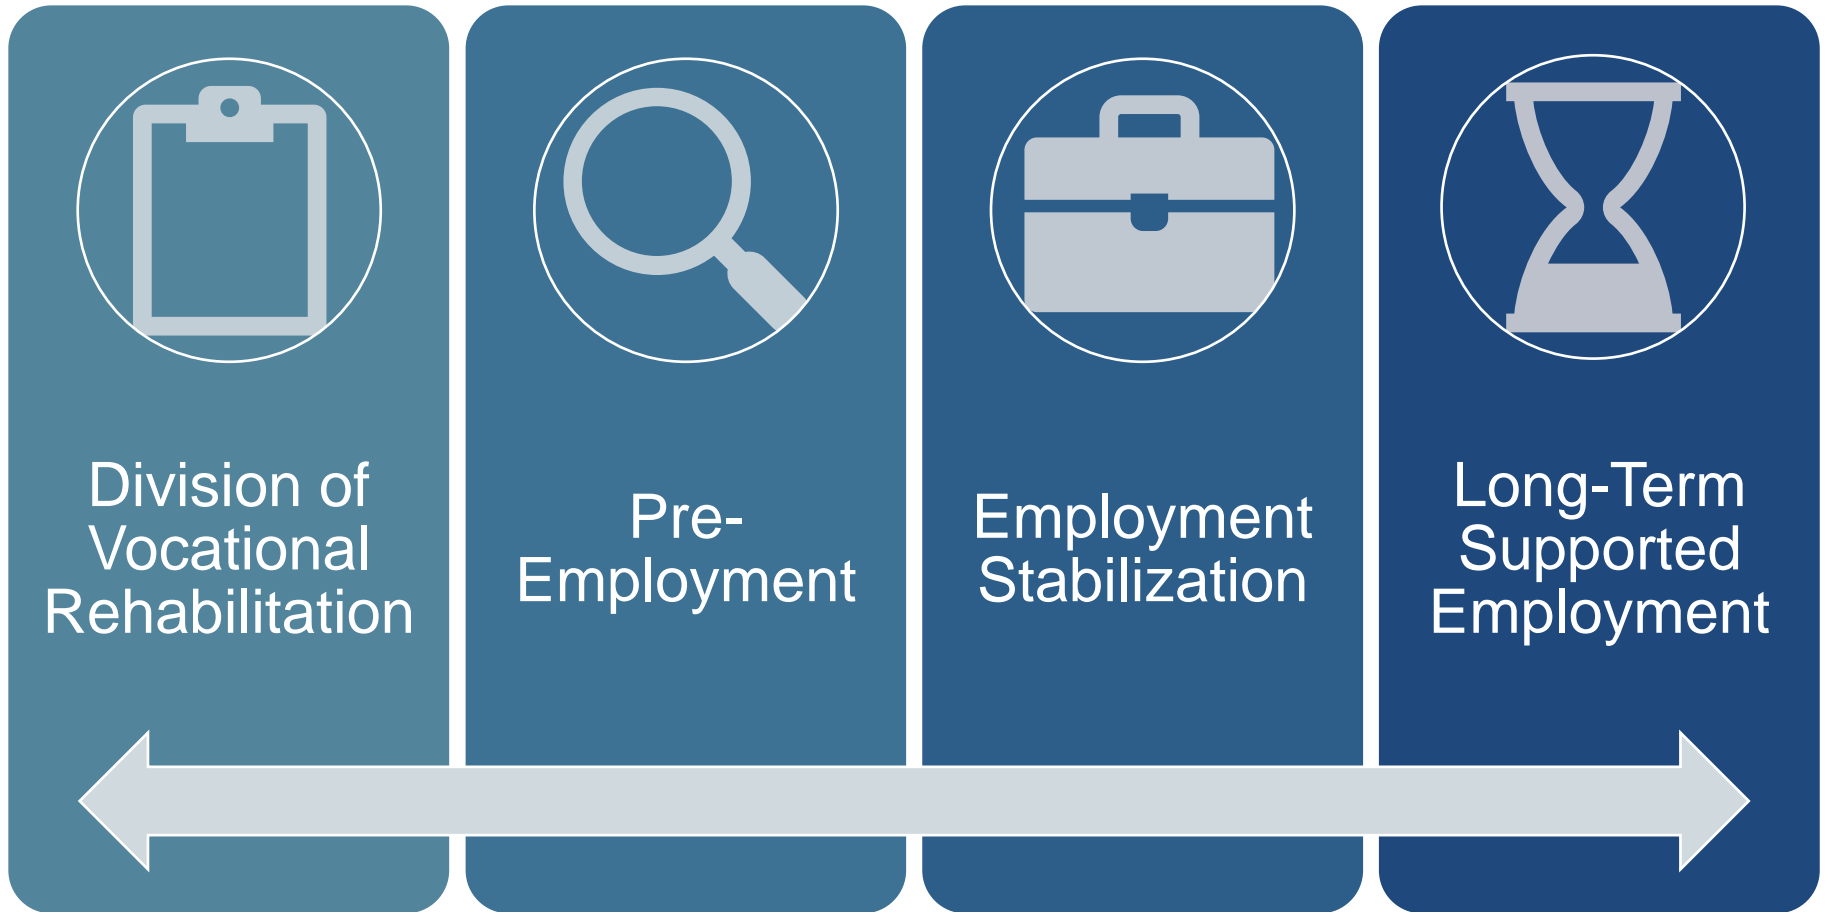 Division of
Vocational
Rehabilitation
Pre-
Employment
Employment
Stabilization
Long-Term
Supported
Employment